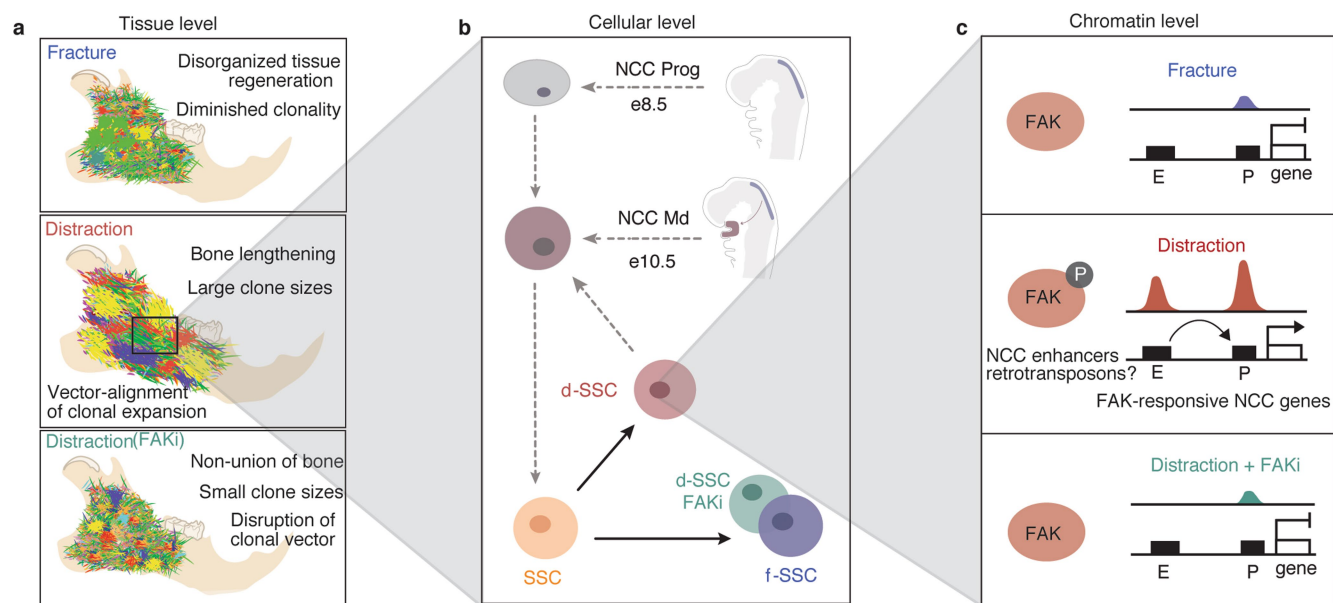 a
Tissue level
Fracture
Disorganized tissue
regeneration
Diminished clonality
Distraction
Bone lengthening
Large clone sizes
Vector-alignment
of clonal expansion
Distraction(FAKi)
Non-union of bone
Small clone sizes
Disruption of
clonal vector
b
Cellular level
NCC Prog
e8.5
NCC Md
e10.5
d-SSC
d-SSC
FAKi
SSC
f-SSC
c
Chromatin level
Fracture
FAK
E
P
gene
Distraction
FAK
P
NCC enhancers
retrotransposons?
E
P
FAK-responsive NCC genes
Distraction + FAKi
FAK
E
P
gene